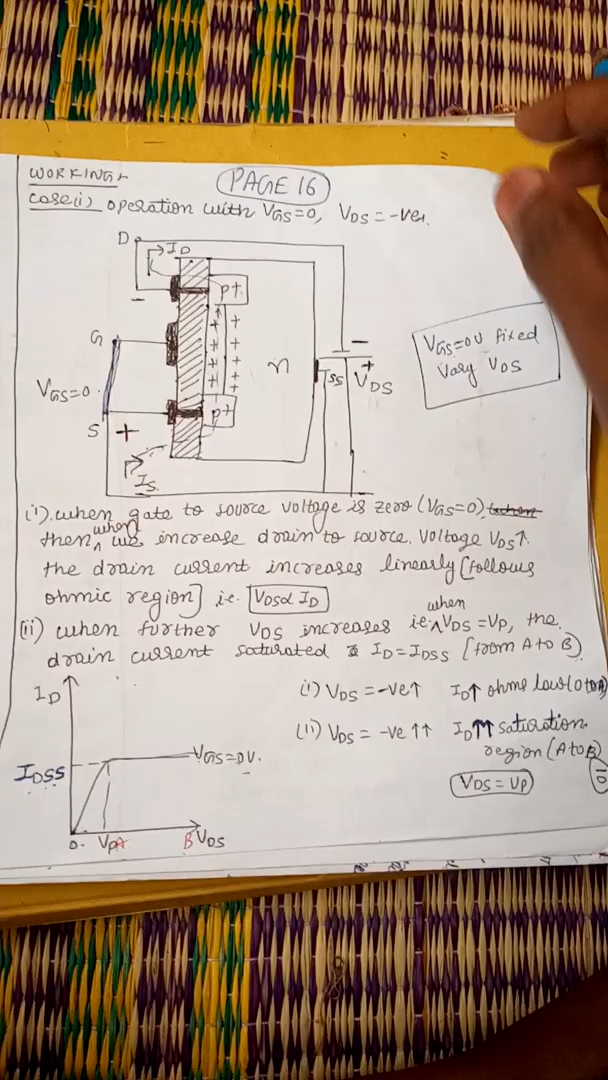 WORKING:
PAGE 16
Case(i) operation with VGS=0, VDS=-ve.
D
ID
p+
G
VGS=0.
n
SS
VDS
S
+
p+
IS
VGS=0V fixed
Vary VDS
(i). when gate to source voltage is zero (VGS=0)
then when we increase drain to source voltage VDS↑.
the drain current increases linearly [follows
ohmic region] i.e. VDS∝ID
(ii) when further VDS increases i.e. when VDS=VP, the
drain current saturated ID=IDSS [from A to B]
ID
(i) VDS=-ve↑ ID↑ ohms law (0 to A)
(ii) VDS=-ve↑↑ ID↑↑ saturation
region (A to B)
VDS=VP
VGS=0V.
IDSS
0 VP A B VDS